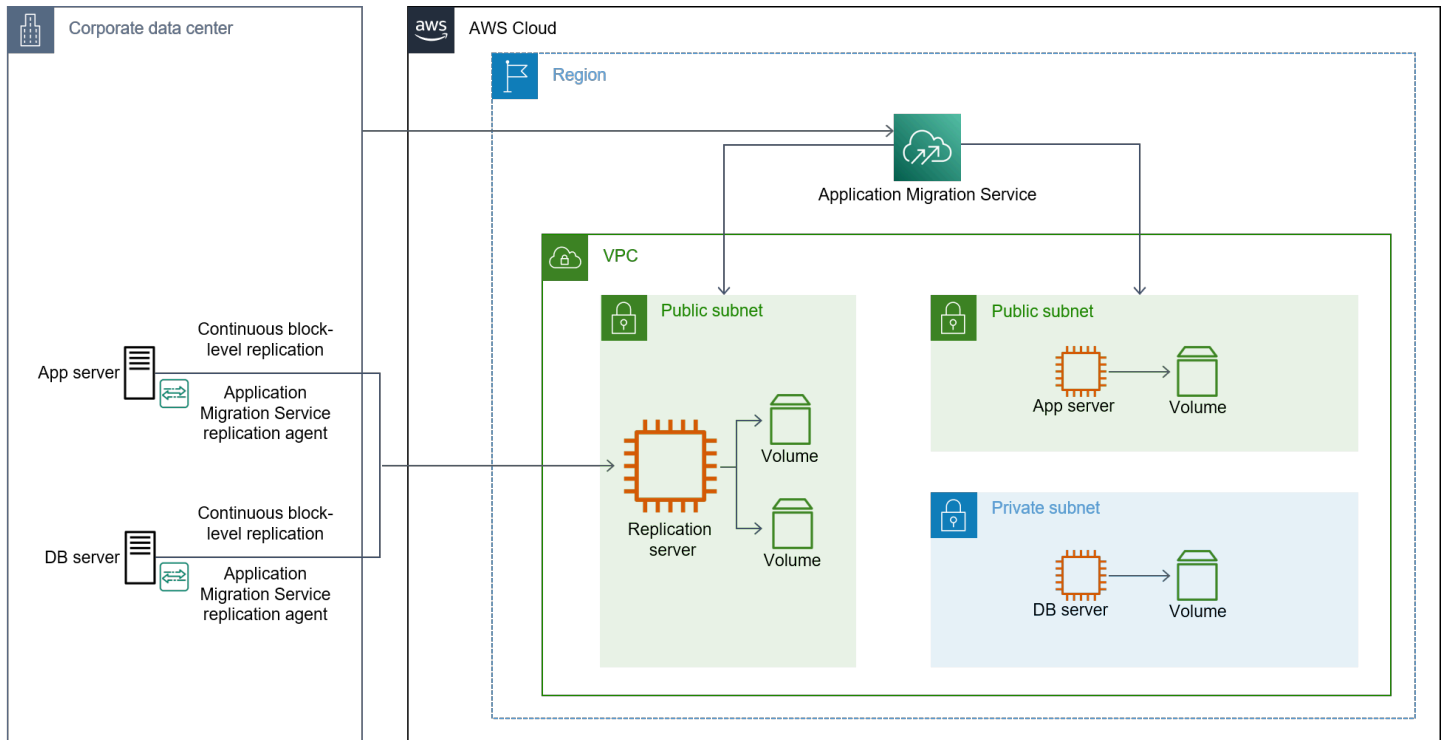 Corporate data center
aws
AWS Cloud
Region
Application Migration Service
VPC
Public subnet
Public subnet
Continuous block-
level replication
App server
Application
Migration Service
replication agent
App server
Volume
Volume
Private subnet
Continuous block-
level replication
Replication
server
DB server
Volume
Application
Migration Service
replication agent
DB server
Volume